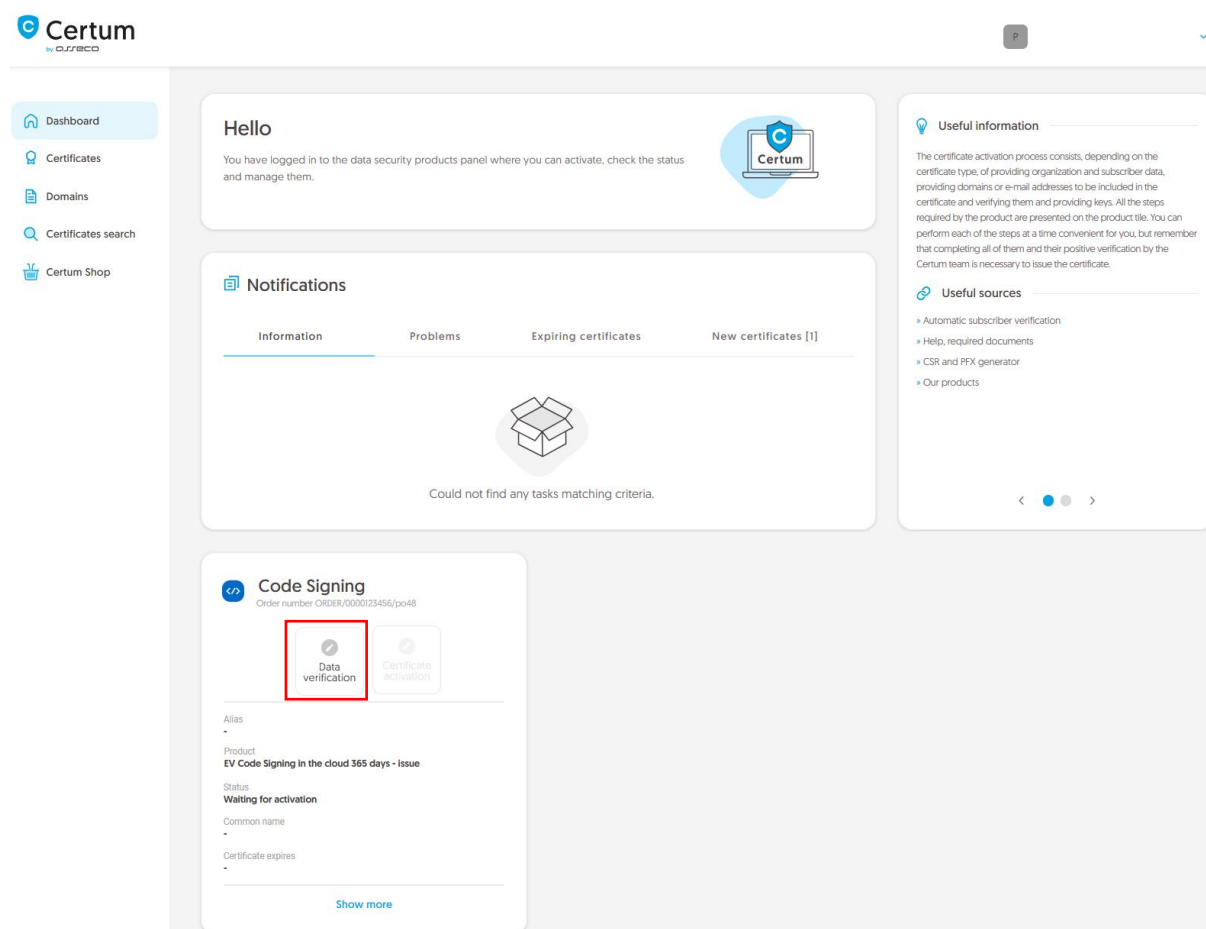 Certum
by asseco
P
Dashboard
Certificates
Domains
Certificates search
Certum Shop
Hello
You have logged in to the data security products panel where you can activate, check the status
and manage them.
Certum
Notifications
Information
Problems
Expiring certificates
New certificates [1]
Could not find any tasks matching criteria.
Useful information
The certificate activation process consists, depending on the
certificate type, of providing organization and subscriber data,
providing domains or e-mail addresses to be included in the
certificate and verifying them and providing keys. All the steps
required by the product are presented on the product tile. You can
perform each of the steps at a time convenient for you, but remember
that completing all of them and their positive verification by the
Certum team is necessary to issue the certificate.
Useful sources
» Automatic subscriber verification
» Help, required documents
» CSR and PFX generator
» Our products
Code Signing
Order number ORDER/0000123456/po48
Data
verification
Certificate
activation
Alias
-
Product
EV Code Signing in the cloud 365 days - issue
Status
Waiting for activation
Common name
-
Certificate expires
-
Show more